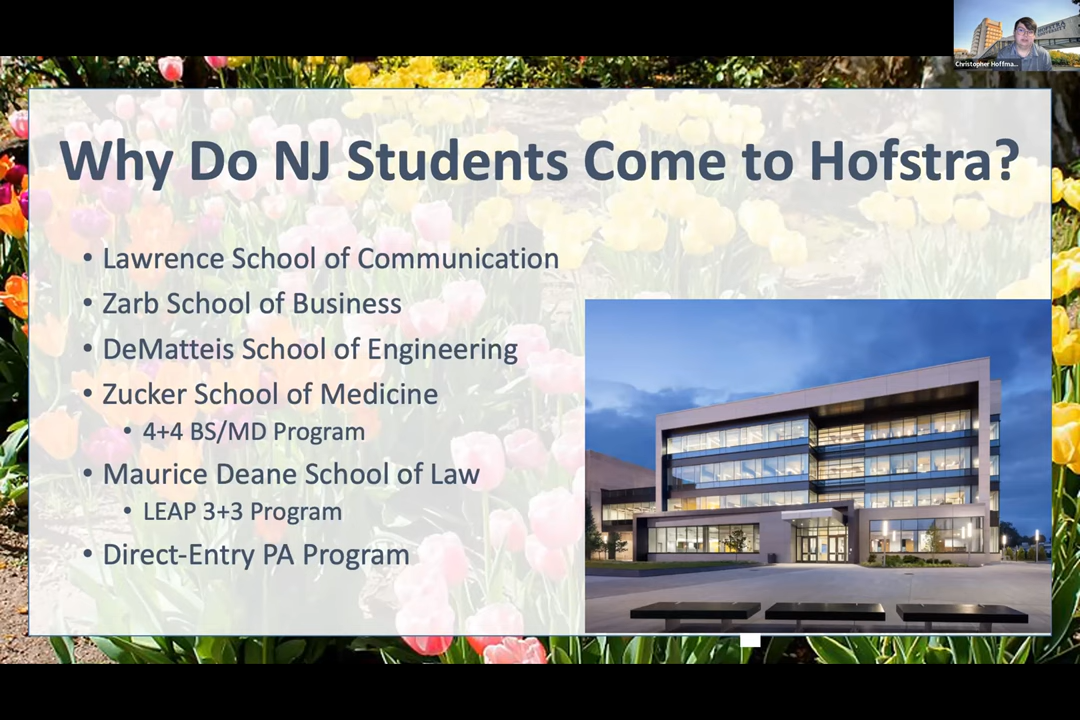 Christopher Hoffma...
Why Do NJ Students Come to Hofstra?
• Lawrence School of Communication
• Zarb School of Business
• DeMatteis School of Engineering
• Zucker School of Medicine
• 4+4 BS/MD Program
• Maurice Deane School of Law
• LEAP 3+3 Program
• Direct-Entry PA Program